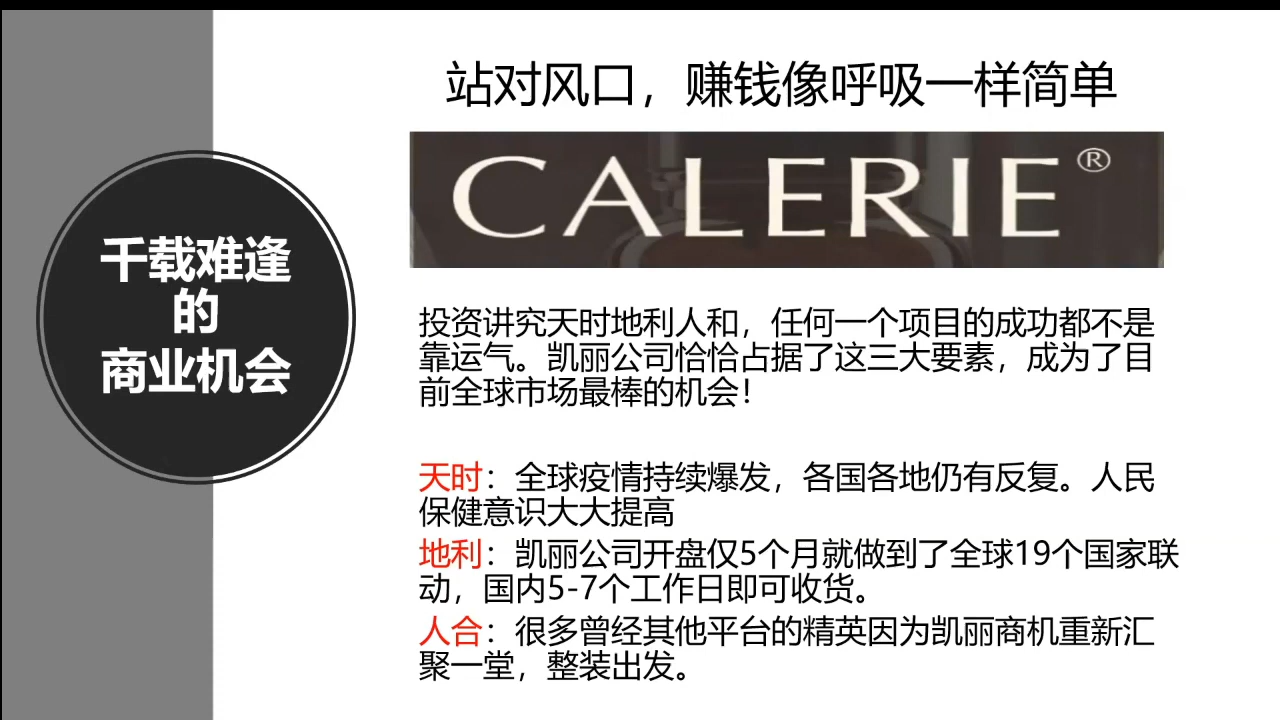 站对风口，赚钱像呼吸一样简单
CALERIE®
千载难逢
的
商业机会
投资讲究天时地利人和，任何一个项目的成功都不是
靠运气。凯丽公司恰恰占据了这三大要素，成为了目
前全球市场最棒的机会！
天时：全球疫情持续爆发，各国各地仍有反复。人民
保健意识大大提高
地利：凯丽公司开盘仅5个月就做到了全球19个国家联
动，国内5-7个工作日即可收货。
人合：很多曾经其他平台的精英因为凯丽商机重新汇
聚一堂，整装出发。